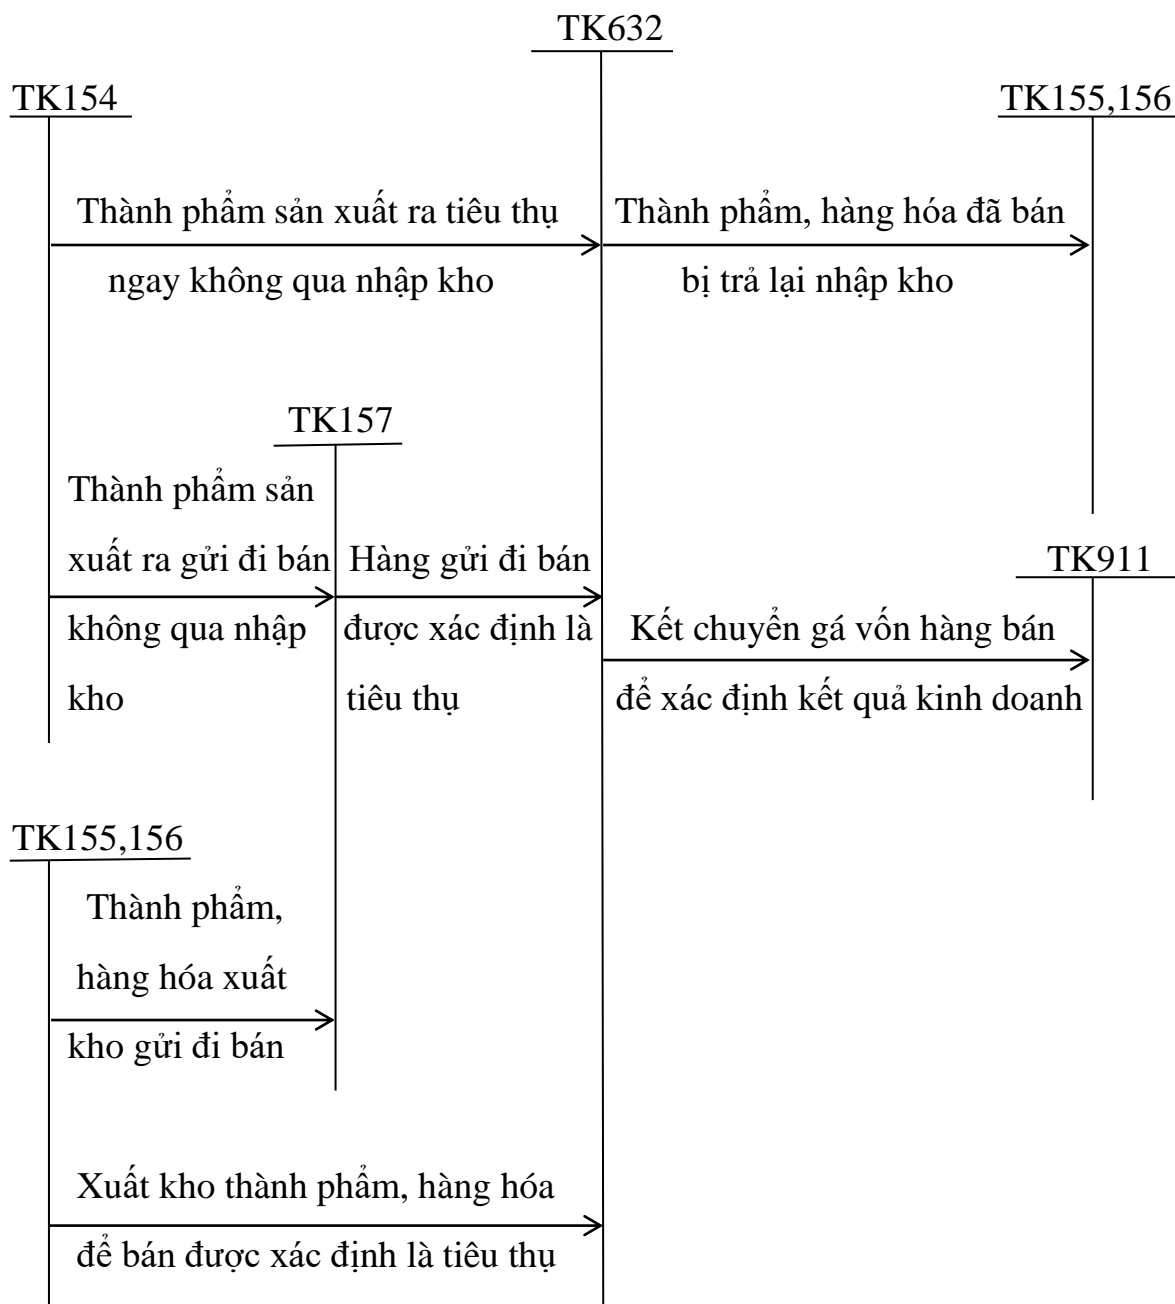 TK632
TK154
TK155,156
Thành phẩm sản xuất ra tiêu thụ
ngay không qua nhập kho
Thành phẩm, hàng hóa đã bán
bị trả lại nhập kho
TK157
Thành phẩm sản
xuất ra gửi đi bán
không qua nhập
kho
Hàng gửi đi bán
được xác định là
tiêu thụ
TK911
Kết chuyển gá vốn hàng bán
để xác định kết quả kinh doanh
TK155,156
Thành phẩm,
hàng hóa xuất
kho gửi đi bán
Xuất kho thành phẩm, hàng hóa
để bán được xác định là tiêu thụ